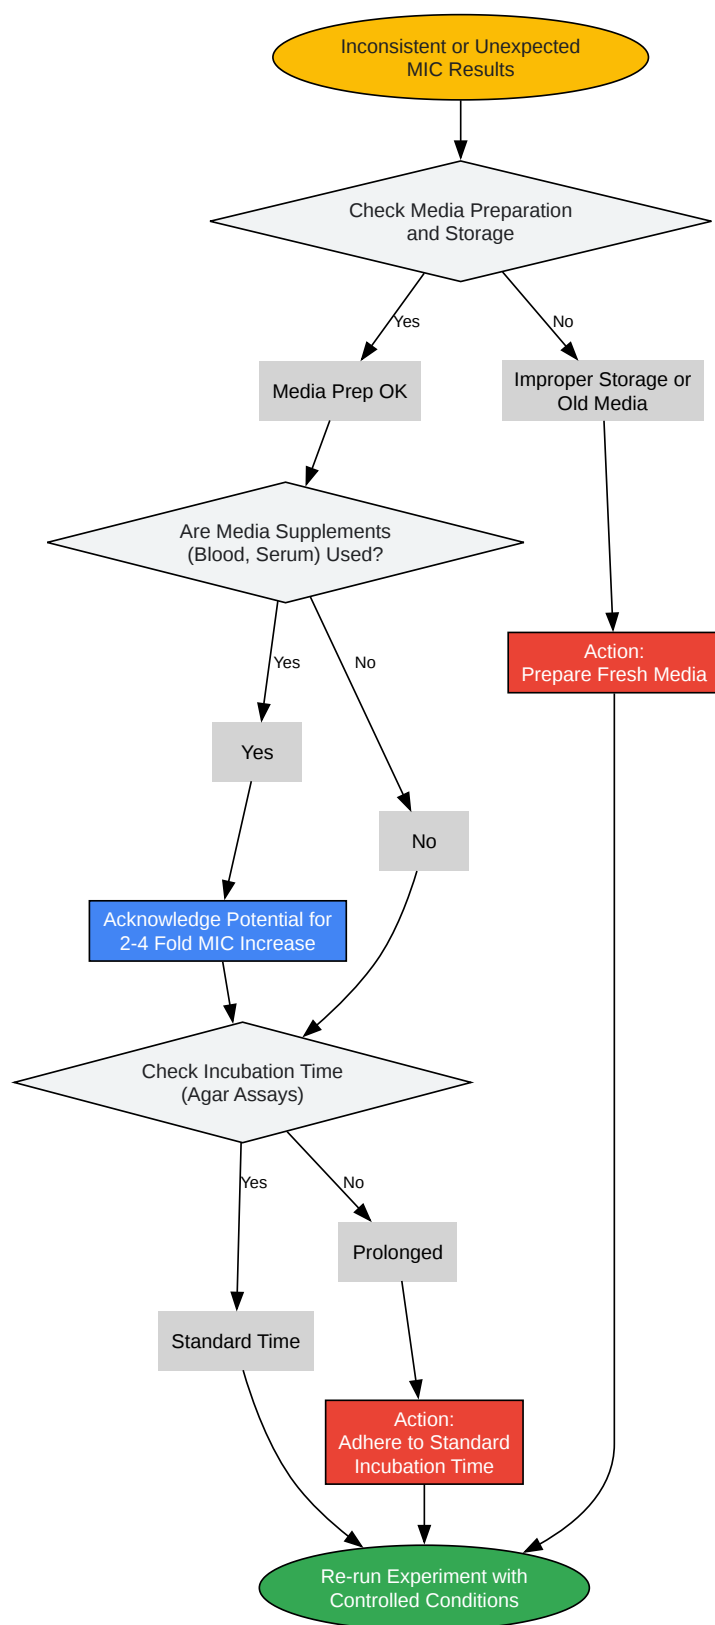 Inconsistent or Unexpected
MIC Results
Check Media Preparation
and Storage
Yes
No
Media Prep OK
Improper Storage or
Old Media
Are Media Supplements
(Blood, Serum) Used?
Action:
Prepare Fresh Media
Yes
No
Yes
No
Acknowledge Potential for
2-4 Fold MIC Increase
Check Incubation Time
(Agar Assays)
Yes
No
Prolonged
Standard Time
Action:
Adhere to Standard
Incubation Time
Re-run Experiment with
Controlled Conditions